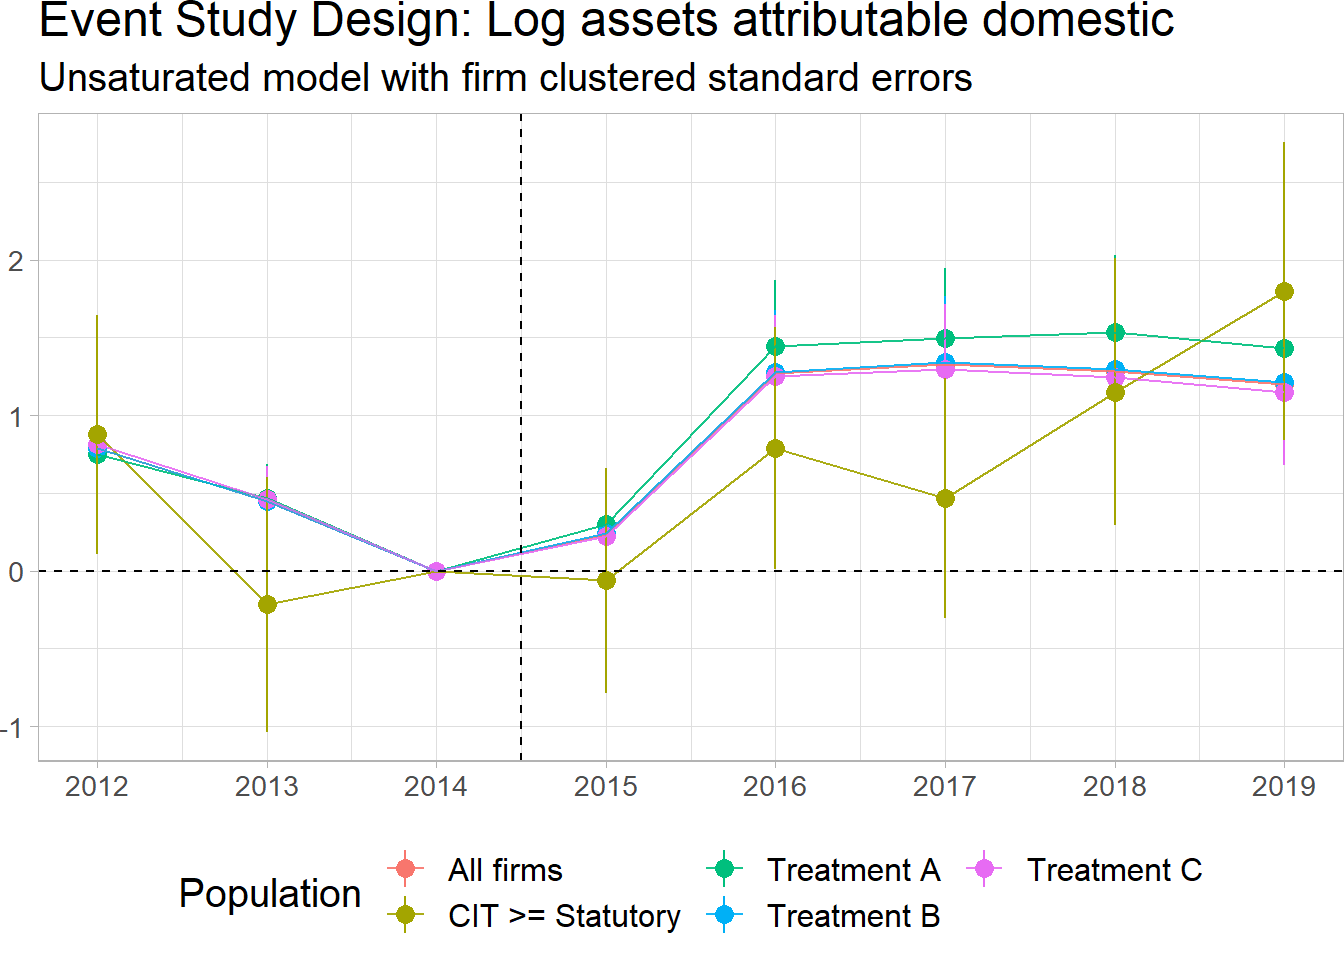 Event Study Design: Log assets attributable domestic
Unsaturated model with firm clustered standard errors
2
1
0
-1
2012 2013 2014 2015 2016 2017 2018 2019
Population
All firms Treatment A Treatment C
CIT >= Statutory Treatment B